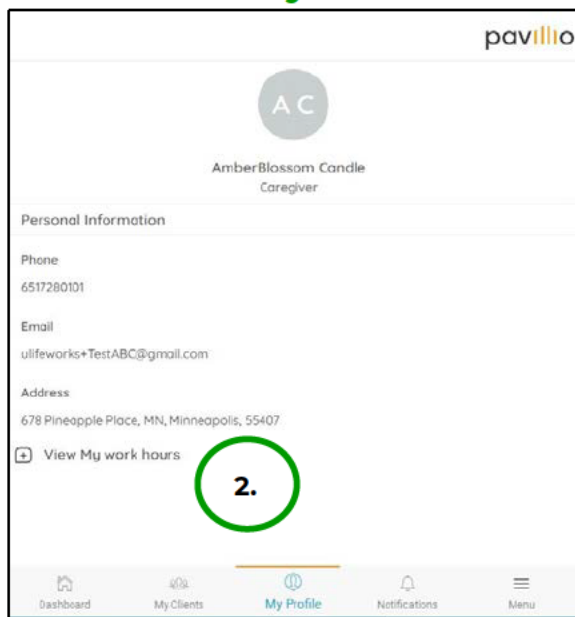 pavillio
A C
AmberBlossom Candle
Caregiver
Personal Information
Phone
6517280101
Email
ulifeworks+TestABC@gmail.com
Address
678 Pineapple Place, MN, Minneapolis, 55407
View My work hours
2.
Dashboard My Clients My Profile Notifications Menu